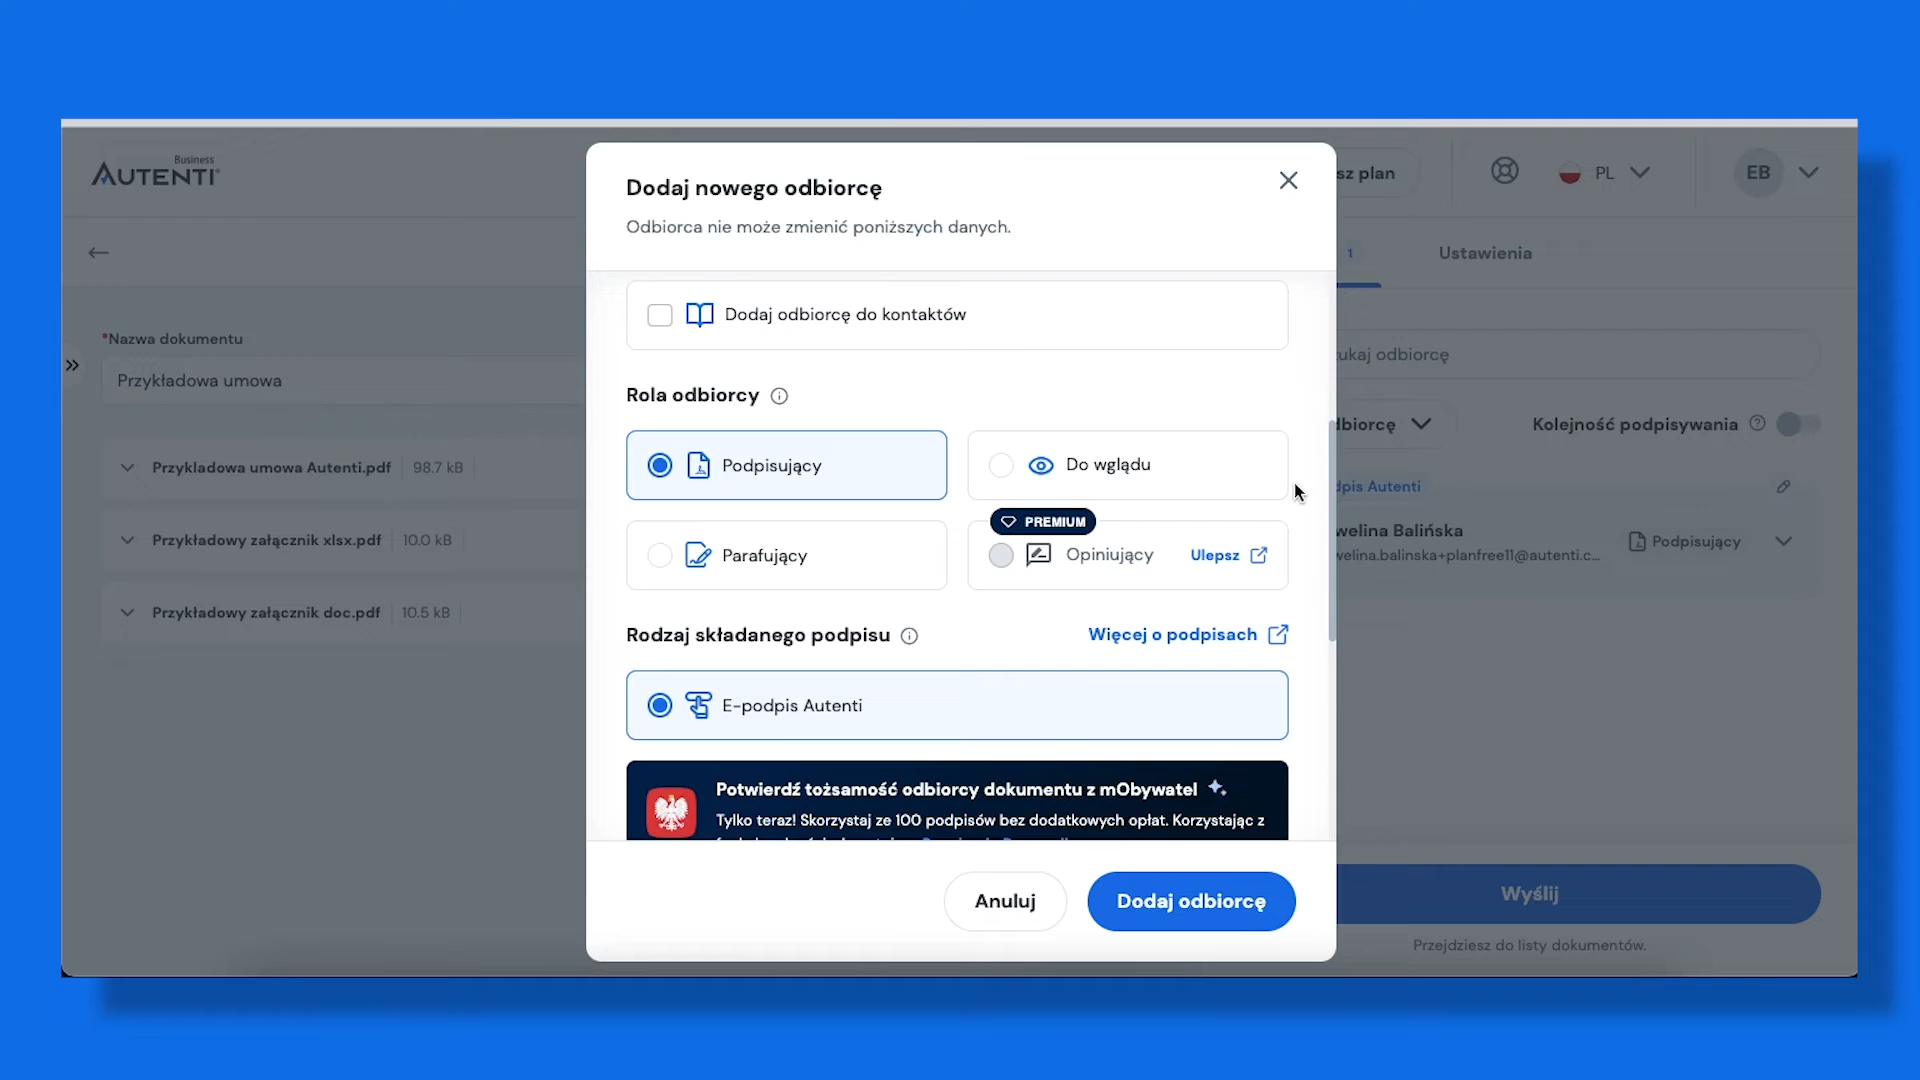 Business
AUTENTI
sz plan
PL
EB
1
Ustawienia
*Nazwa dokumentu
Przykładowa umowa
Przykladowa umowa Autenti.pdf 98.7 kB
Przykładowy załącznik xlsx.pdf 10.0 kB
Przykładowy załącznik doc.pdf 10.5 kB
Dodaj nowego odbiorcę
Odbiorca nie może zmienić poniższych danych.
Dodaj odbiorcę do kontaktów
Rola odbiorcy
Podpisujący
Do wglądu
Parafujący
PREMIUM
Opiniujący
Ulepsz
Rodzaj składanego podpisu
Więcej o podpisach
E-podpis Autenti
Potwierdź tożsamość odbiorcy dokumentu z mObywatel
Tylko teraz! Skorzystaj ze 100 podpisów bez dodatkowych opłat. Korzystając z
Anuluj
Dodaj odbiorcę
ukaj odbiorcę
dbiorcę
Kolejność podpisywania
dpis Autenti
welina Balińska
welina.balinska+planfree11@autenti.c...
Podpisujący
Wyślij
Przejdziesz do listy dokumentów.